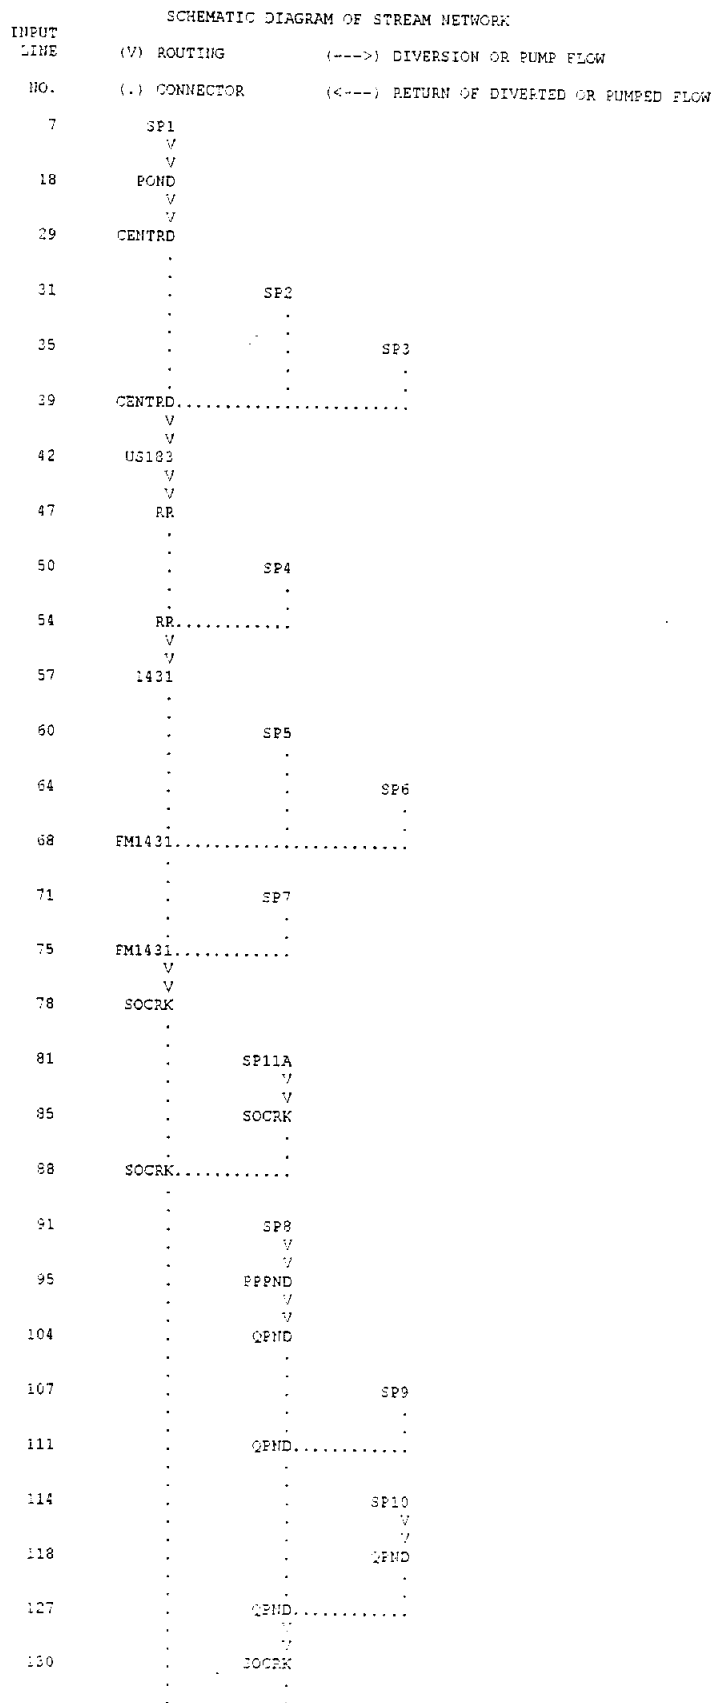 SCHEMATIC DIAGRAM OF STREAM NETWORK
INPUT
LINE (V) ROUTING (--->) DIVERSION OR PUMP FLOW
NO. (.) CONNECTOR (<---) RETURN OF DIVERTED OR PUMPED FLOW
7 SP1
V
V
18 POND
V
V
29 CENTRD
.
.
31 . SP2
. .
. .
35 . . SP3
. . .
. . .
39 CENTRD........................
V
V
42 US183
V
V
47 RR
.
.
50 . SP4
. .
. .
54 RR............
V
V
57 1431
.
.
60 . SP5
. .
. .
64 . . SP6
. . .
. . .
68 FM1431........................
.
.
71 . SP7
. .
. .
75 FM1431............
V
V
78 SOCRK
.
.
81 . SP11A
. V
. V
85 . SOCRK
. .
. .
88 SOCRK............
.
.
91 . SP8
. V
. V
95 . PPPND
. V
. V
104 . QPND
. .
. .
107 . . SP9
. . .
. . .
111 . QPND............
. .
. .
114 . . SP10
. . V
. . V
118 . . QPND
. . .
. . .
127 . QPND............
. V
. V
130 . SOCRK
. .
. .